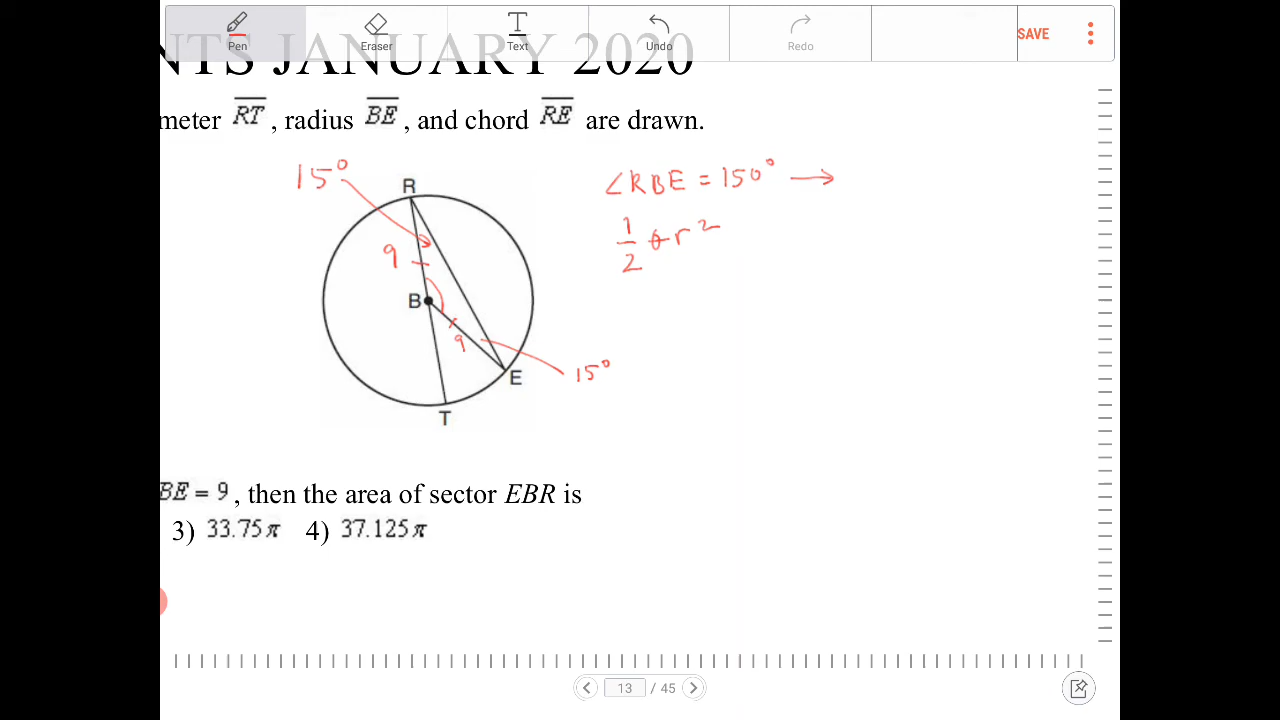 Pen Eraser Text Undo Redo SAVE
NTS JANUARY 2020
meter RT, radius BE, and chord RE are drawn.
15°
R
∠RBE = 150° →
1/2 θ r²
9
B
9
E
15°
T
BE = 9, then the area of sector EBR is
3) 33.75π 4) 37.125π
13 / 45